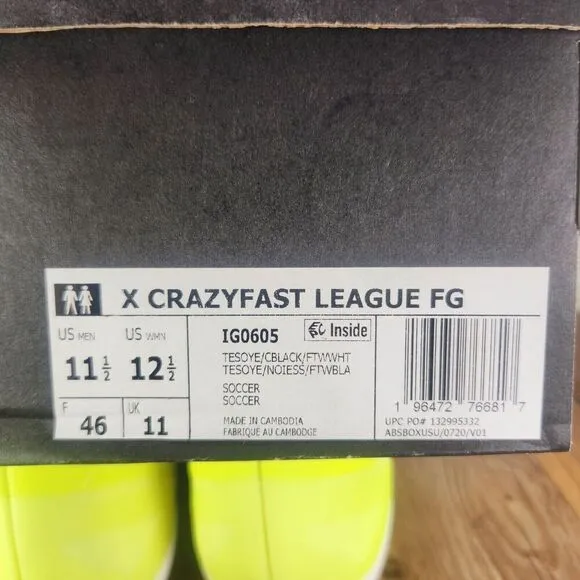 X CRAZYFAST LEAGUE FG
US MEN
11 1/2
US WMN
12 1/2
F
46
UK
11
IG0605
Inside
TESOYE/CBLACK/FTWWHT
TESOYE/NOIESS/FTWBLA
SOCCER
SOCCER
MADE IN CAMBODIA
FABRIQUÉ AU CAMBODGE
1 96472 76681 7
UPC PO# 132995332
ABSBOXUSU/0720/V01